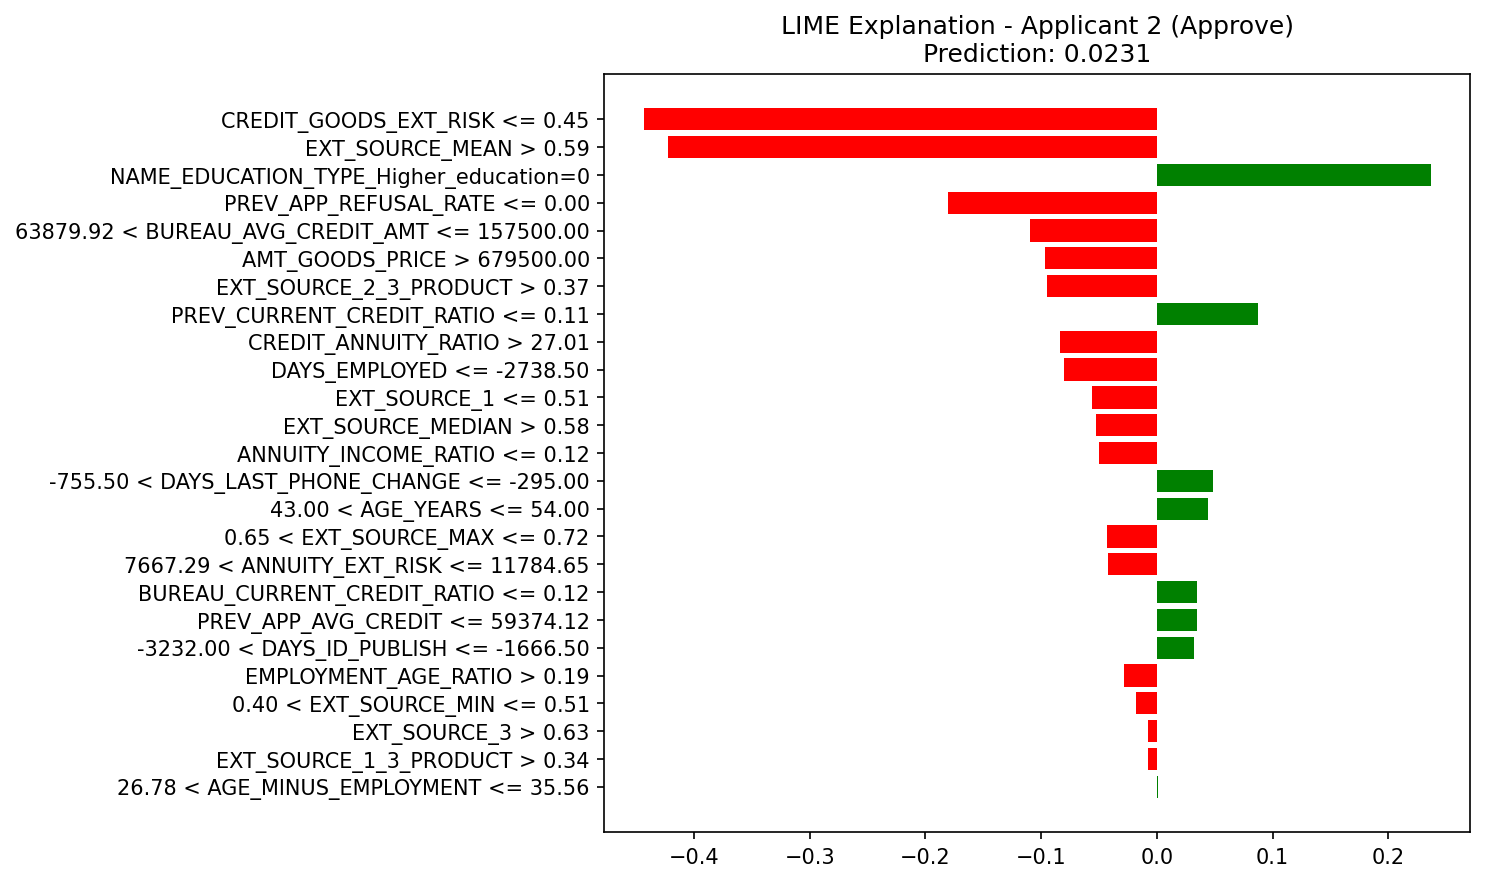 LIME Explanation - Applicant 2 (Approve)
Prediction: 0.0231
CREDIT_GOODS_EXT_RISK <= 0.45
EXT_SOURCE_MEAN > 0.59
NAME_EDUCATION_TYPE_Higher_education=0
PREV_APP_REFUSAL_RATE <= 0.00
63879.92 < BUREAU_AVG_CREDIT_AMT <= 157500.00
AMT_GOODS_PRICE > 679500.00
EXT_SOURCE_2_3_PRODUCT > 0.37
PREV_CURRENT_CREDIT_RATIO <= 0.11
CREDIT_ANNUITY_RATIO > 27.01
DAYS_EMPLOYED <= -2738.50
EXT_SOURCE_1 <= 0.51
EXT_SOURCE_MEDIAN > 0.58
ANNUITY_INCOME_RATIO <= 0.12
-755.50 < DAYS_LAST_PHONE_CHANGE <= -295.00
43.00 < AGE_YEARS <= 54.00
0.65 < EXT_SOURCE_MAX <= 0.72
7667.29 < ANNUITY_EXT_RISK <= 11784.65
BUREAU_CURRENT_CREDIT_RATIO <= 0.12
PREV_APP_AVG_CREDIT <= 59374.12
-3232.00 < DAYS_ID_PUBLISH <= -1666.50
EMPLOYMENT_AGE_RATIO > 0.19
0.40 < EXT_SOURCE_MIN <= 0.51
EXT_SOURCE_3 > 0.63
EXT_SOURCE_1_3_PRODUCT > 0.34
26.78 < AGE_MINUS_EMPLOYMENT <= 35.56
−0.4 −0.3 −0.2 −0.1 0.0 0.1 0.2